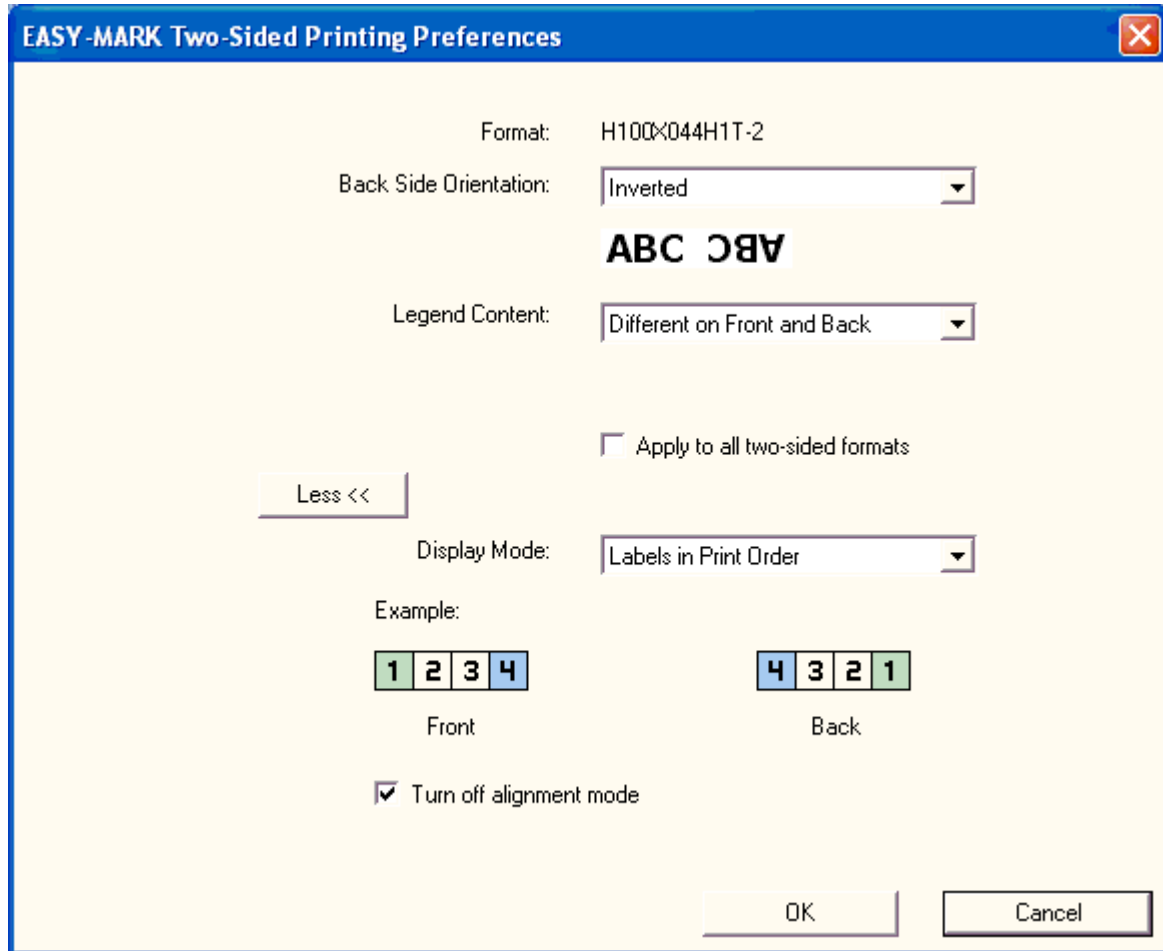 EASY-MARK Two-Sided Printing Preferences
Format: H100X044H1T-2
Back Side Orientation: Inverted
ABC ABC
Legend Content: Different on Front and Back
Apply to all two-sided formats
Less <<
Display Mode: Labels in Print Order
Example:
1 2 3 4 4 3 2 1
Front Back
Turn off alignment mode
OK Cancel